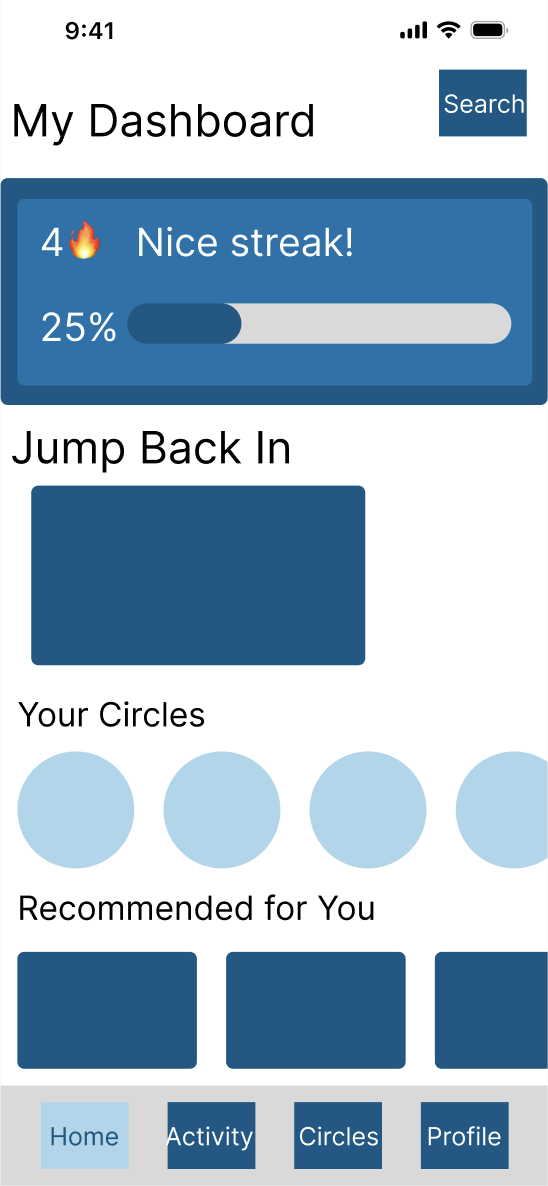 9:41
Search
My Dashboard
4🔥 Nice streak!
25%
Jump Back In
Your Circles
Recommended for You
Home Activity Circles Profile